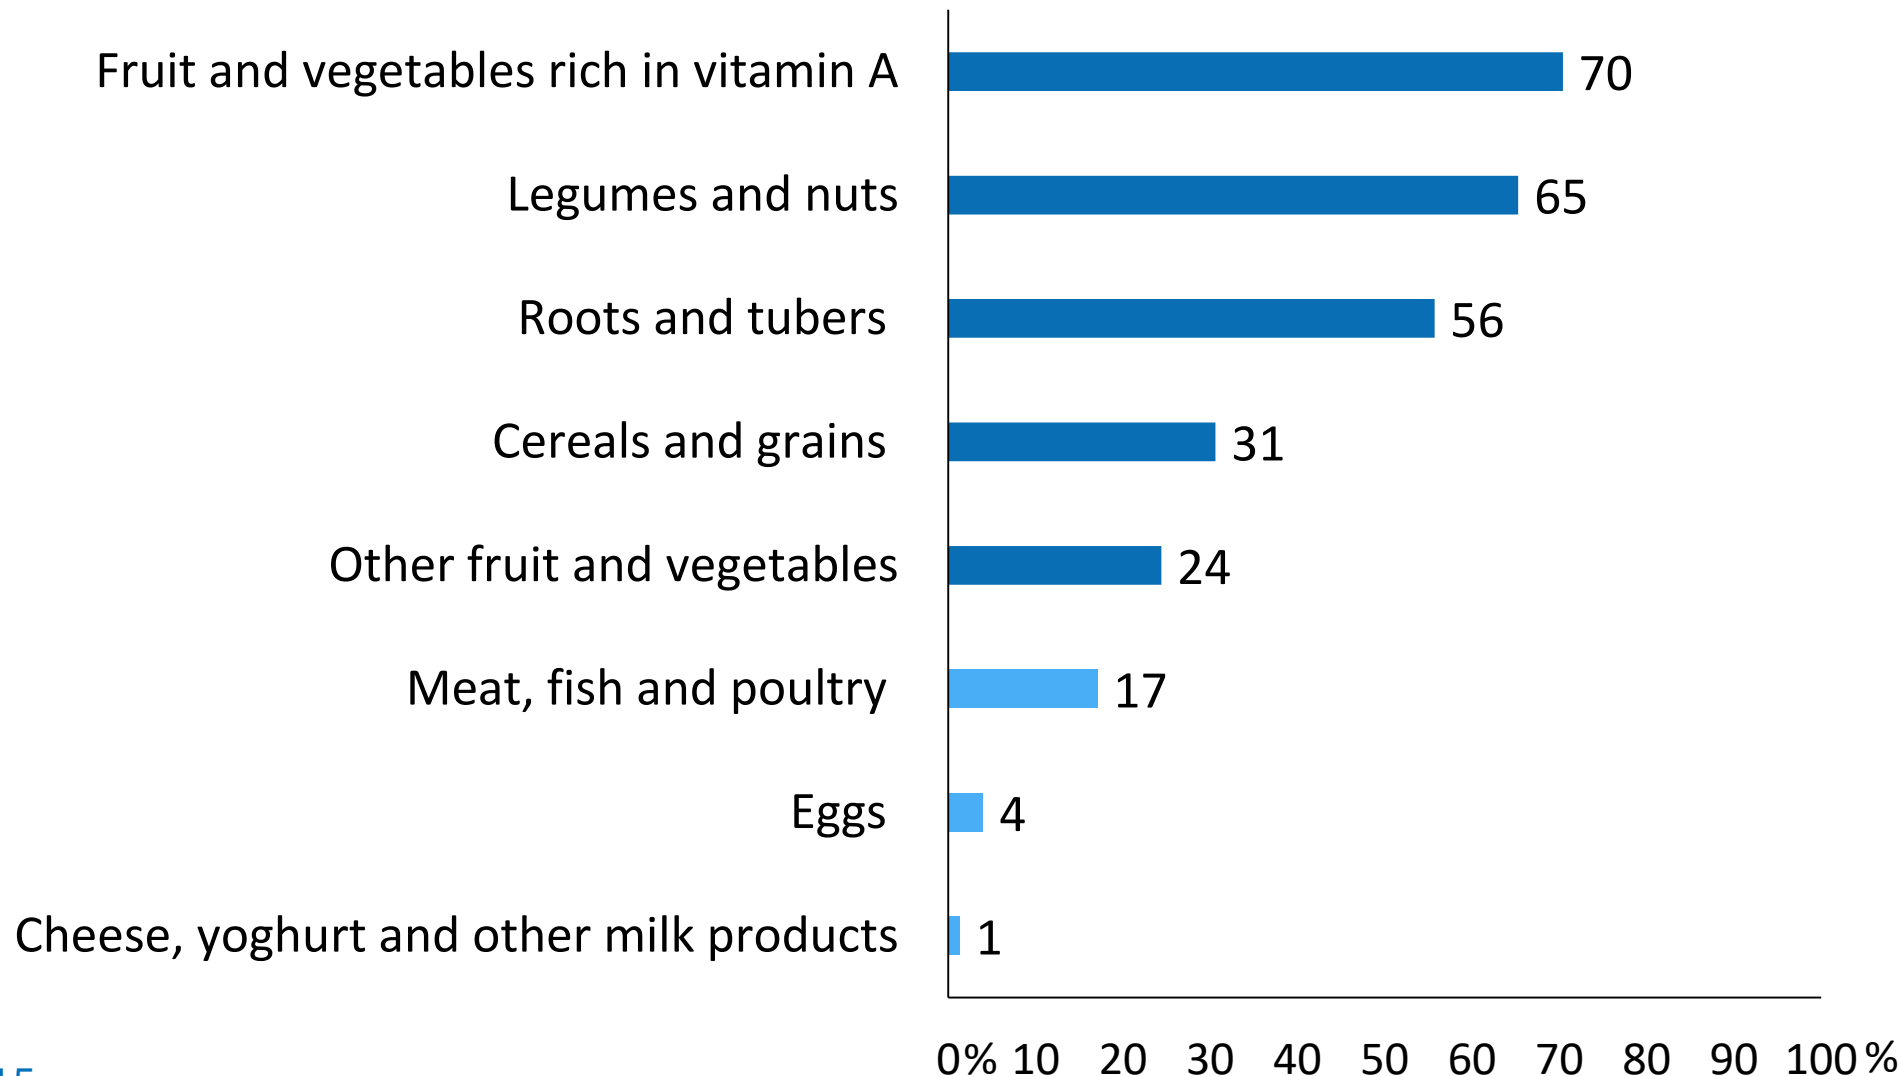 Fruit and vegetables rich in vitamin A 70
Legumes and nuts 65
Roots and tubers 56
Cereals and grains 31
Other fruit and vegetables 24
Meat, fish and poultry 17
Eggs 4
Cheese, yoghurt and other milk products 1
0% 10 20 30 40 50 60 70 80 90 100%